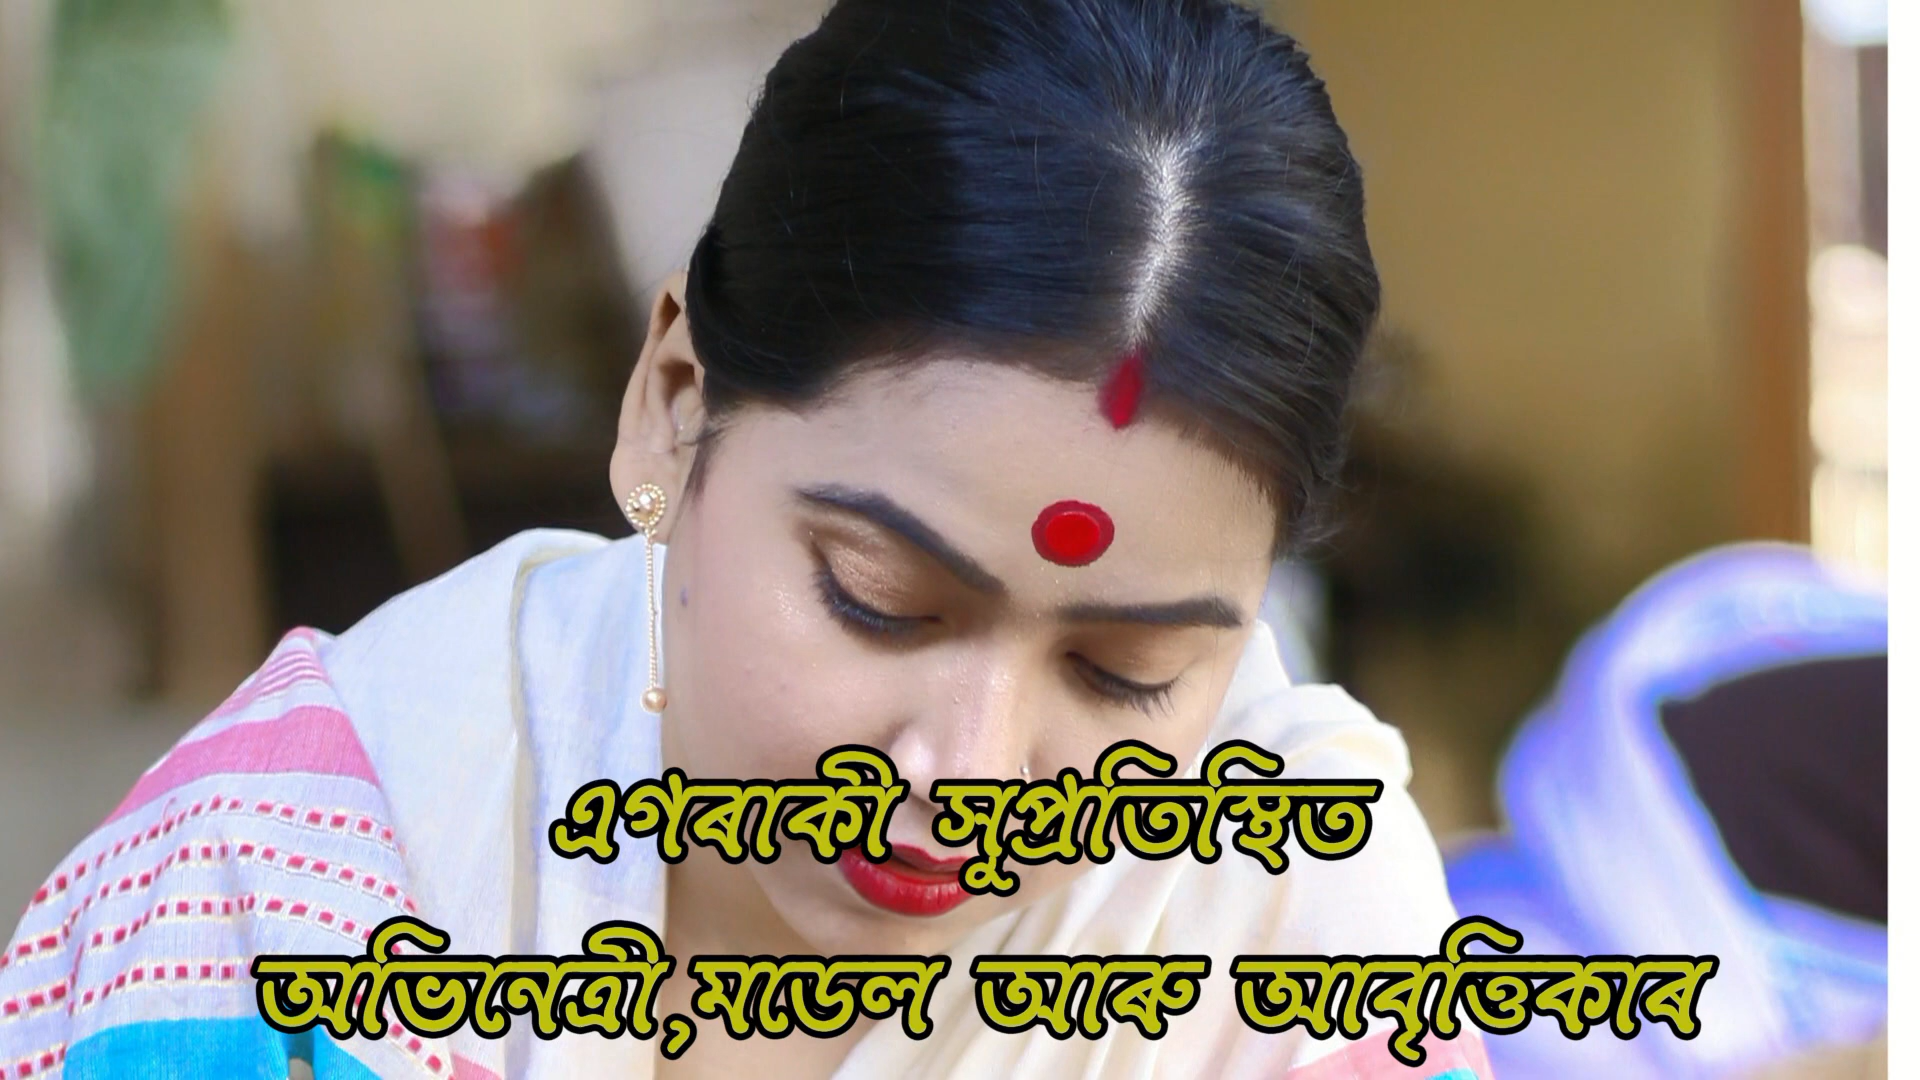 এগৰাকী সুপ্ৰতিস্থিত
অভিনেত্ৰী,মডেল আৰু আবৃত্তিকাৰ